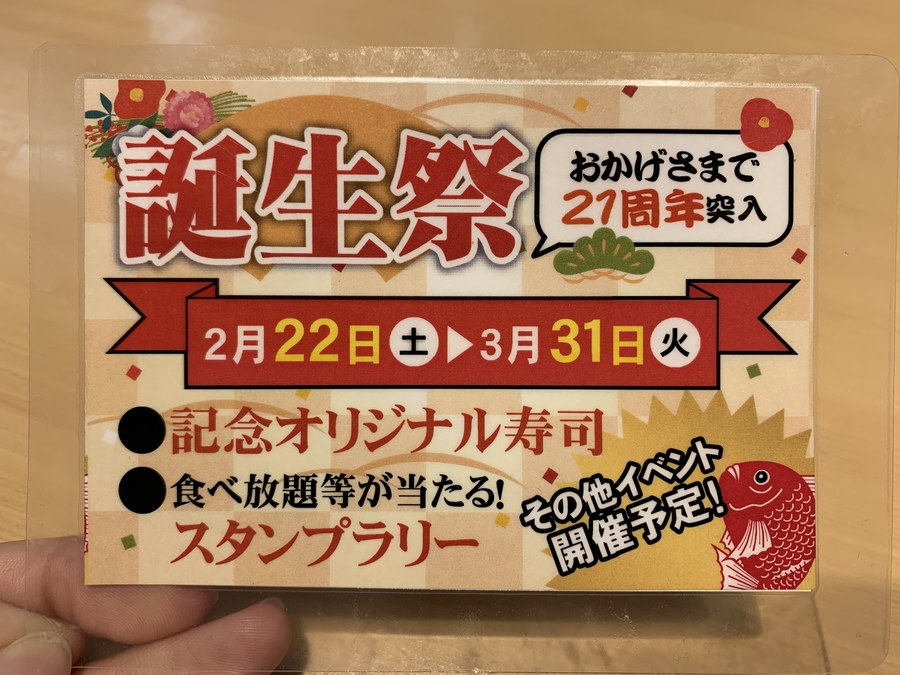 誕生祭
おかげさまで
21周年突入
2月22日土▶3月31日火
●記念オリジナル寿司
●食べ放題等が当たる!
スタンプラリー
その他イベント
開催予定!